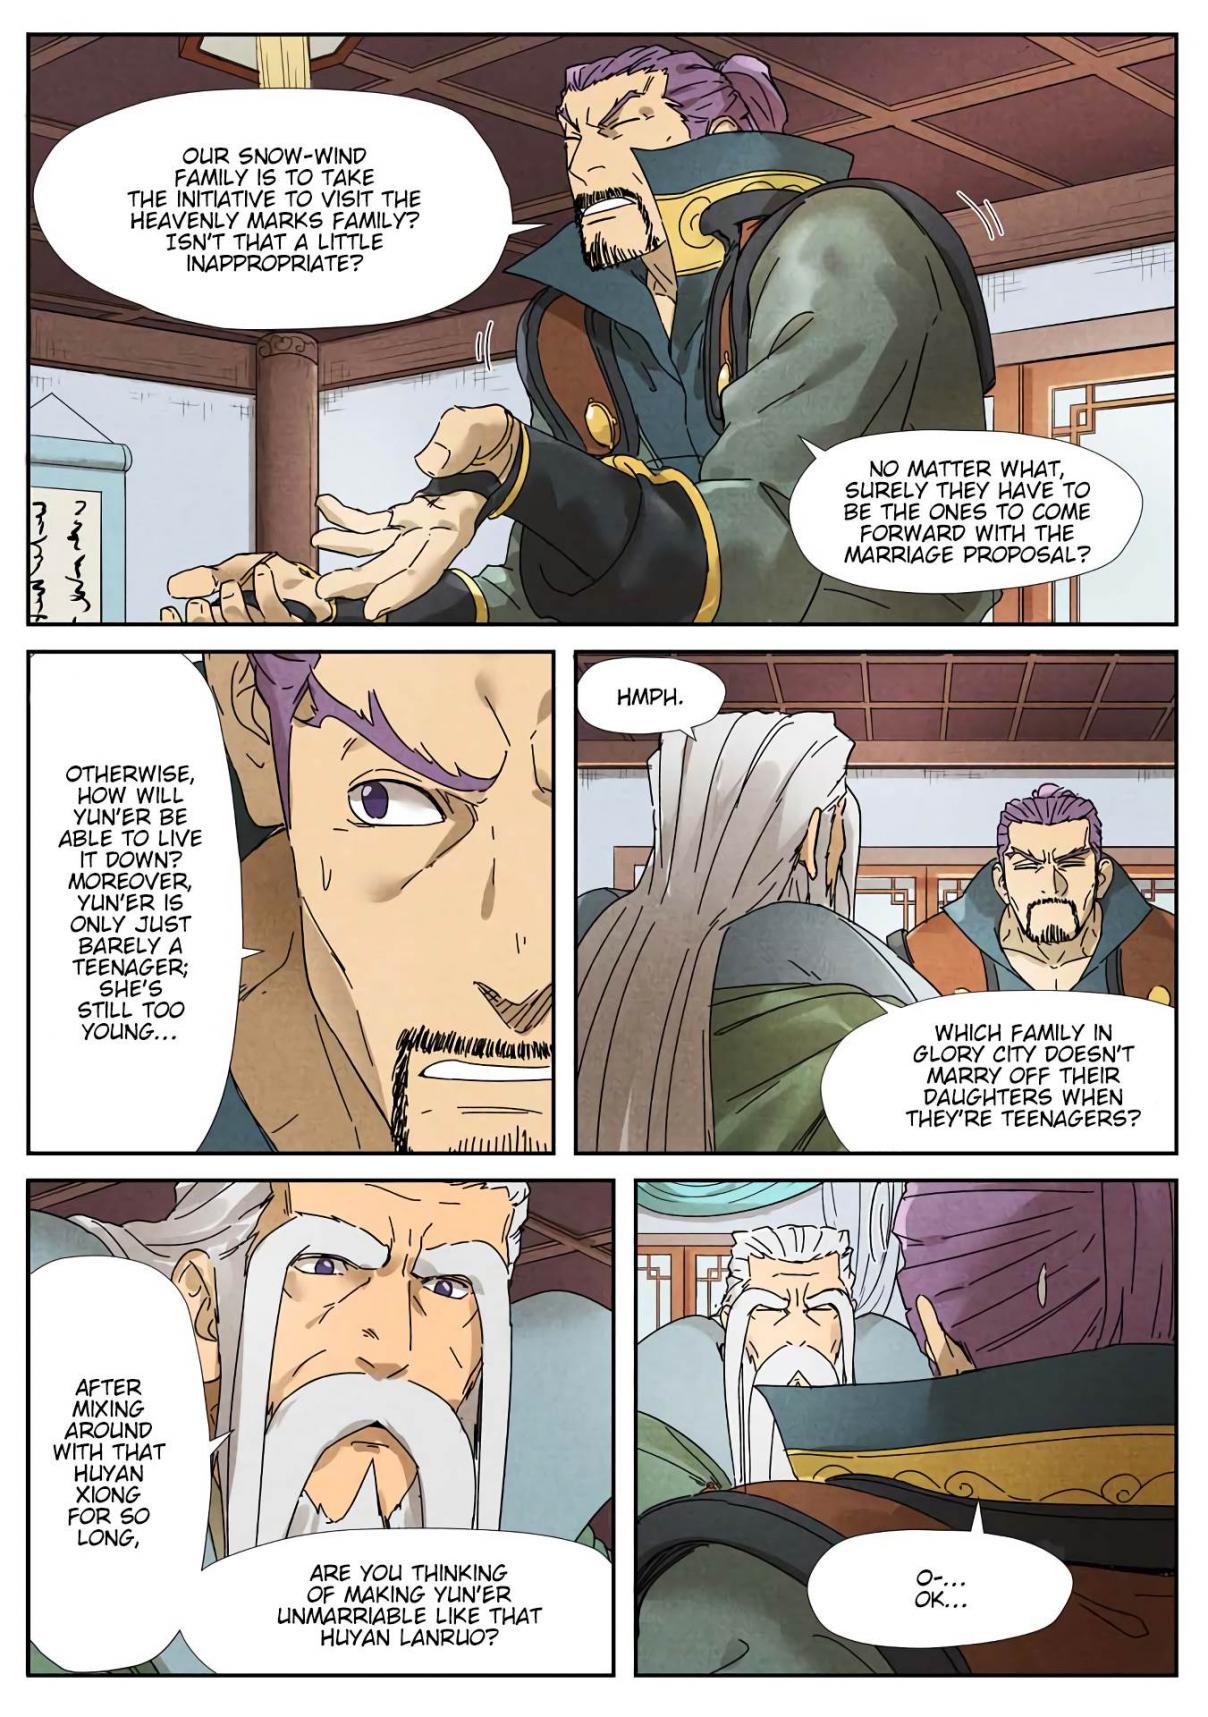 OUR SNOW-WIND
FAMILY IS TO TAKE
THE INITIATIVE TO VISIT THE
HEAVENLY MARKS FAMILY?
ISN'T THAT A LITTLE
INAPPROPRIATE?
NO MATTER WHAT,
SURELY THEY HAVE TO
BE THE ONES TO COME
FORWARD WITH THE
MARRIAGE PROPOSAL?
OTHERWISE,
HOW WILL
YUN'ER BE
ABLE TO LIVE
IT DOWN?
MOREOVER,
YUN'ER IS
ONLY JUST
BARELY A
TEENAGER;
SHE'S
STILL TOO
YOUNG...
HMPH.
WHICH FAMILY IN
GLORY CITY DOESN'T
MARRY OFF THEIR
DAUGHTERS WHEN
THEY'RE TEENAGERS?
AFTER
MIXING
AROUND
WITH THAT
HUYAN
XIONG
FOR SO
LONG,
ARE YOU THINKING
OF MAKING YUN'ER
UNMARRIABLE LIKE THAT
HUYAN LANRUO?
O-...
OK...